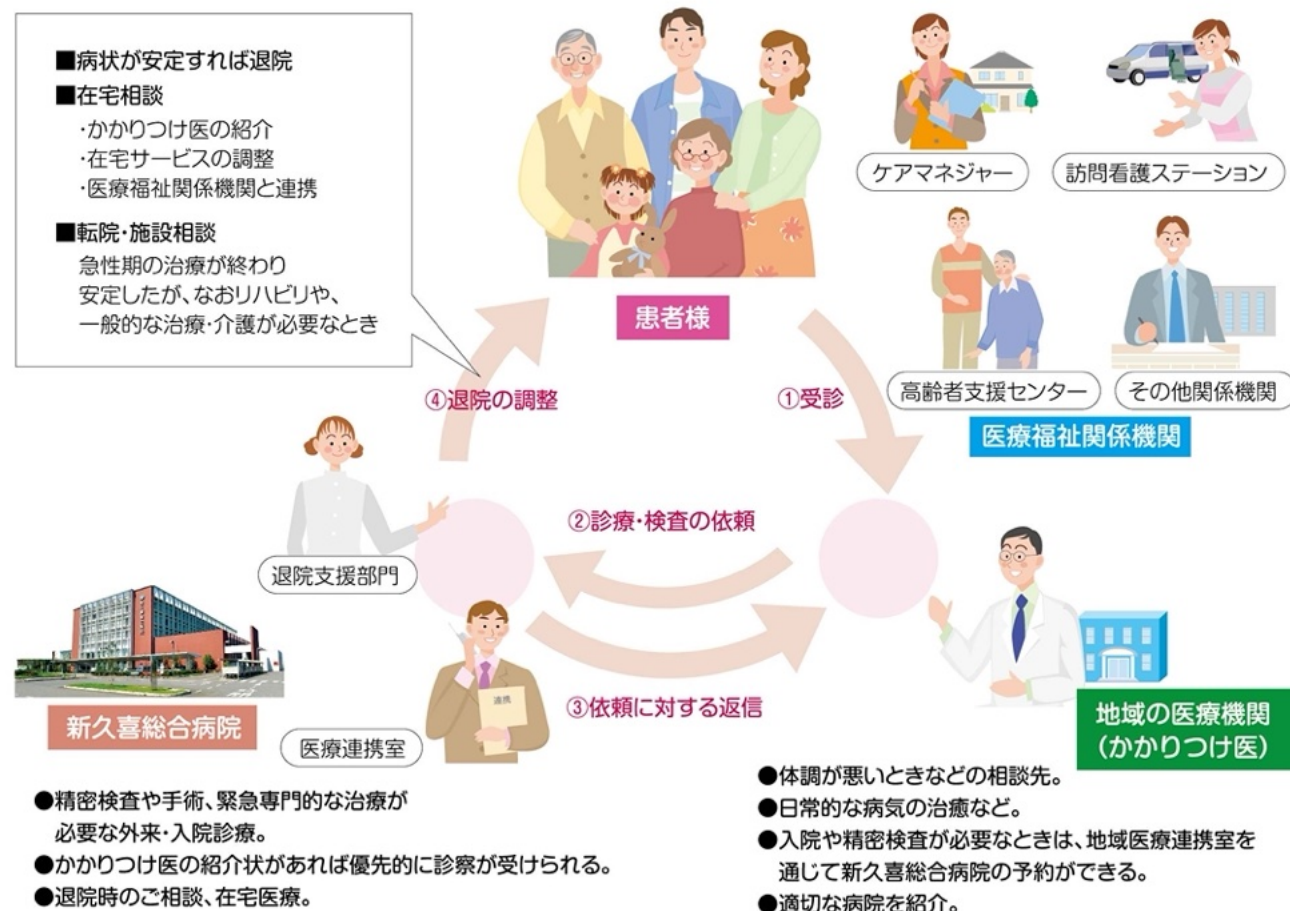 ■病状が安定すれば退院
■在宅相談
・かかりつけ医の紹介
・在宅サービスの調整
・医療福祉関係機関と連携
■転院・施設相談
急性期の治療が終わり
安定したが、なおリハビリや、
一般的な治療・介護が必要なとき
患者様
ケアマネジャー
訪問看護ステーション
高齢者支援センター
その他関係機関
医療福祉関係機関
④退院の調整
①受診
②診療・検査の依頼
③依頼に対する返信
退院支援部門
新久喜総合病院
医療連携室
連携
地域の医療機関
（かかりつけ医）
●精密検査や手術、緊急専門的な治療が
必要な外来・入院診療。
●かかりつけ医の紹介状があれば優先的に診察が受けられる。
●退院時のご相談、在宅医療。
●体調が悪いときなどの相談先。
●日常的な病気の治癒など。
●入院や精密検査が必要なときは、地域医療連携室を
通じて新久喜総合病院の予約ができる。
●適切な病院を紹介。